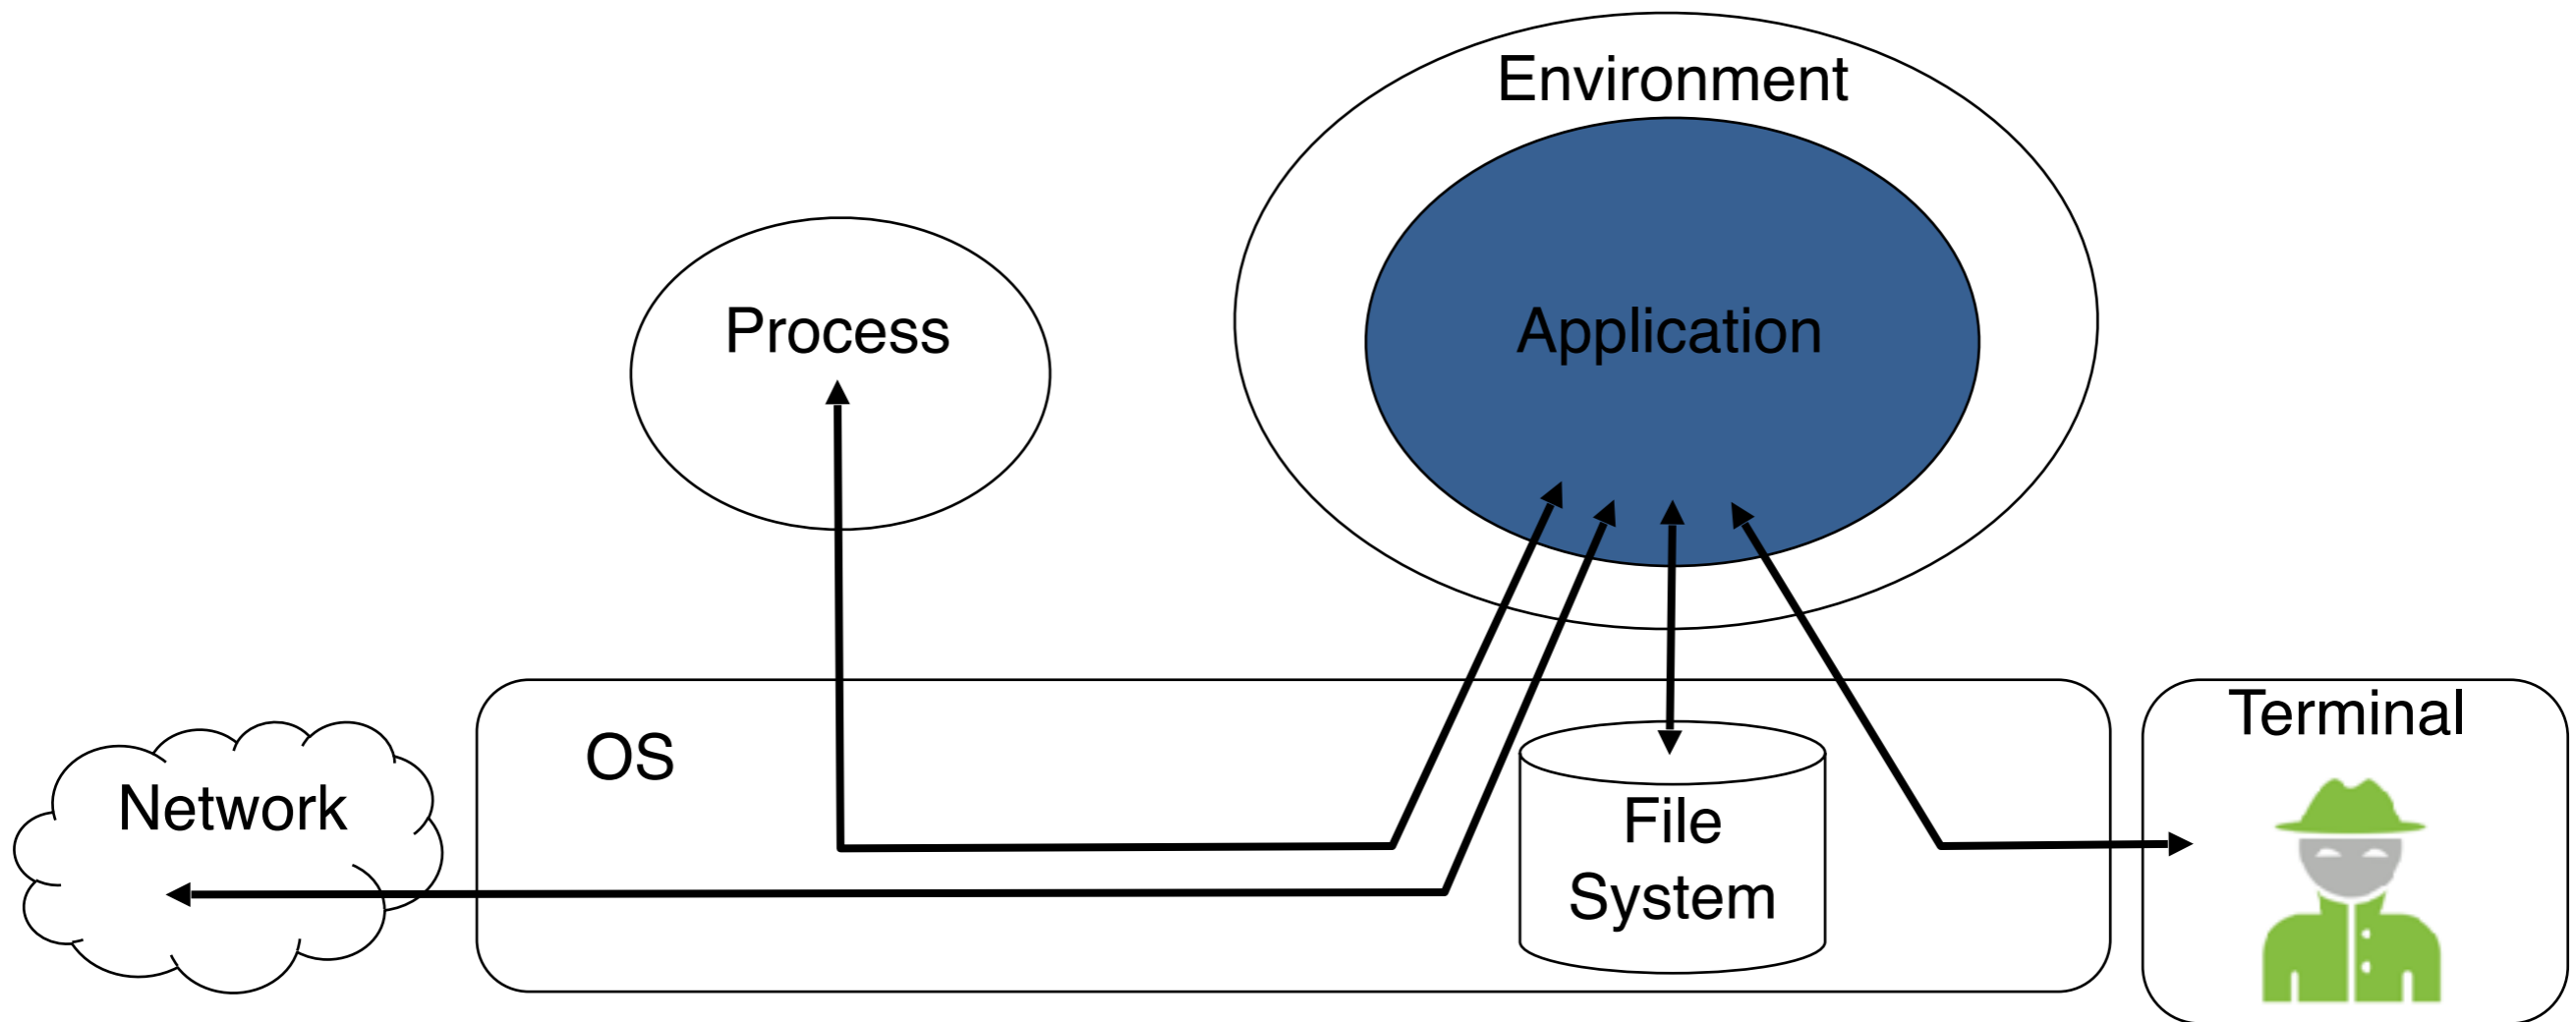 Environment
Process
Application
OS
Terminal
Network
File
System